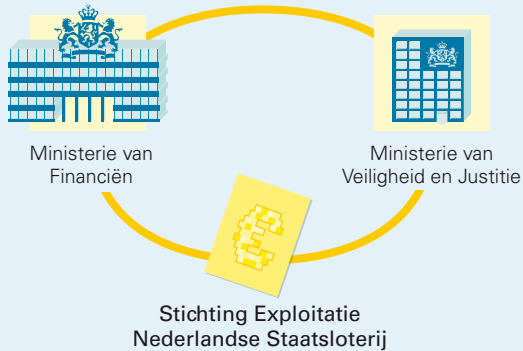 Ministerie van
Financiën
Ministerie van
Veiligheid en Justitie
€
Stichting Exploitatie
Nederlandse Staatsloterij